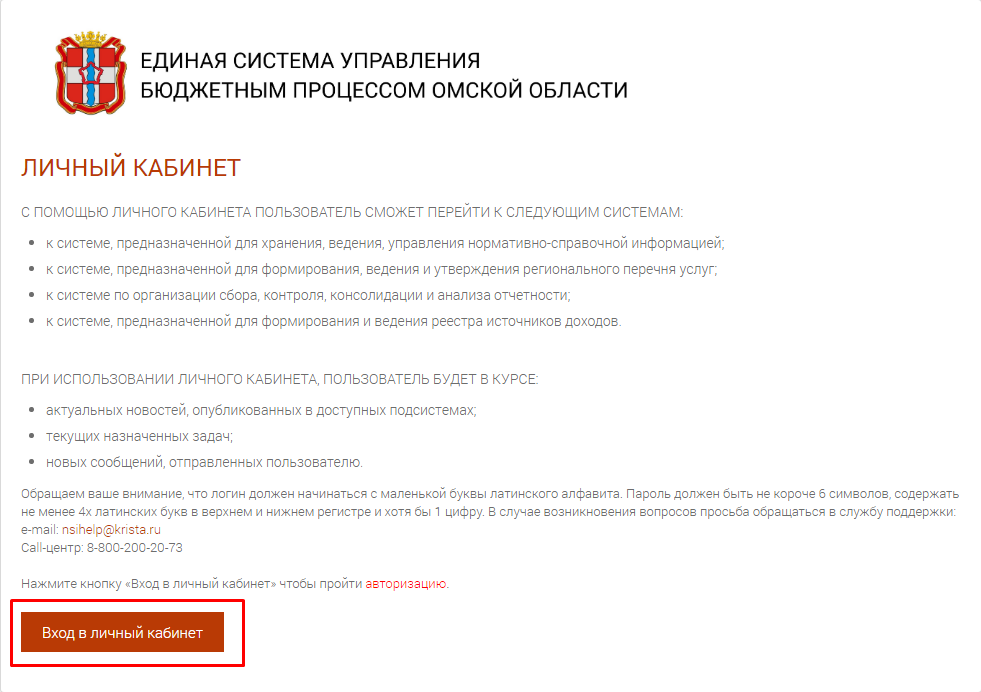 ЕДИНАЯ СИСТЕМА УПРАВЛЕНИЯ
БЮДЖЕТНЫМ ПРОЦЕССОМ ОМСКОЙ ОБЛАСТИ
ЛИЧНЫЙ КАБИНЕТ
С ПОМОЩЬЮ ЛИЧНОГО КАБИНЕТА ПОЛЬЗОВАТЕЛЬ СМОЖЕТ ПЕРЕЙТИ К СЛЕДУЮЩИМ СИСТЕМАМ:
• к системе, предназначенной для хранения, ведения, управления нормативно-справочной информацией;
• к системе, предназначенной для формирования, ведения и утверждения регионального перечня услуг;
• к системе по организации сбора, контроля, консолидации и анализа отчетности;
• к системе, предназначенной для формирования и ведения реестра источников доходов.
ПРИ ИСПОЛЬЗОВАНИИ ЛИЧНОГО КАБИНЕТА, ПОЛЬЗОВАТЕЛЬ БУДЕТ В КУРСЕ:
• актуальных новостей, опубликованных в доступных подсистемах;
• текущих назначенных задач;
• новых сообщений, отправленных пользователю.
Обращаем ваше внимание, что логин должен начинаться с маленькой буквы латинского алфавита. Пароль должен быть не короче 6 символов, содержать
не менее 4х латинских букв в верхнем и нижнем регистре и хотя бы 1 цифру. В случае возникновения вопросов просьба обращаться в службу поддержки:
e-mail: nsihelp@krista.ru
Call-центр: 8-800-200-20-73
Нажмите кнопку «Вход в личный кабинет» чтобы пройти авторизацию.
Вход в личный кабинет